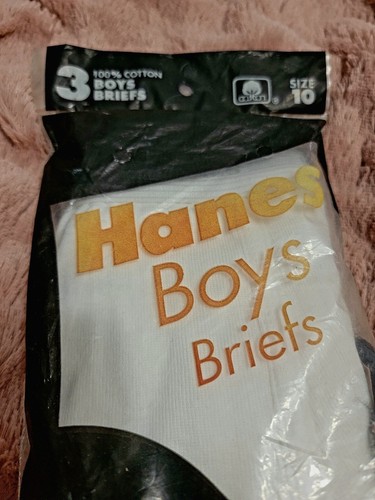 3
100% COTTON
BOYS
BRIEFS
SIZE
10
Hanes
Boys
Briefs